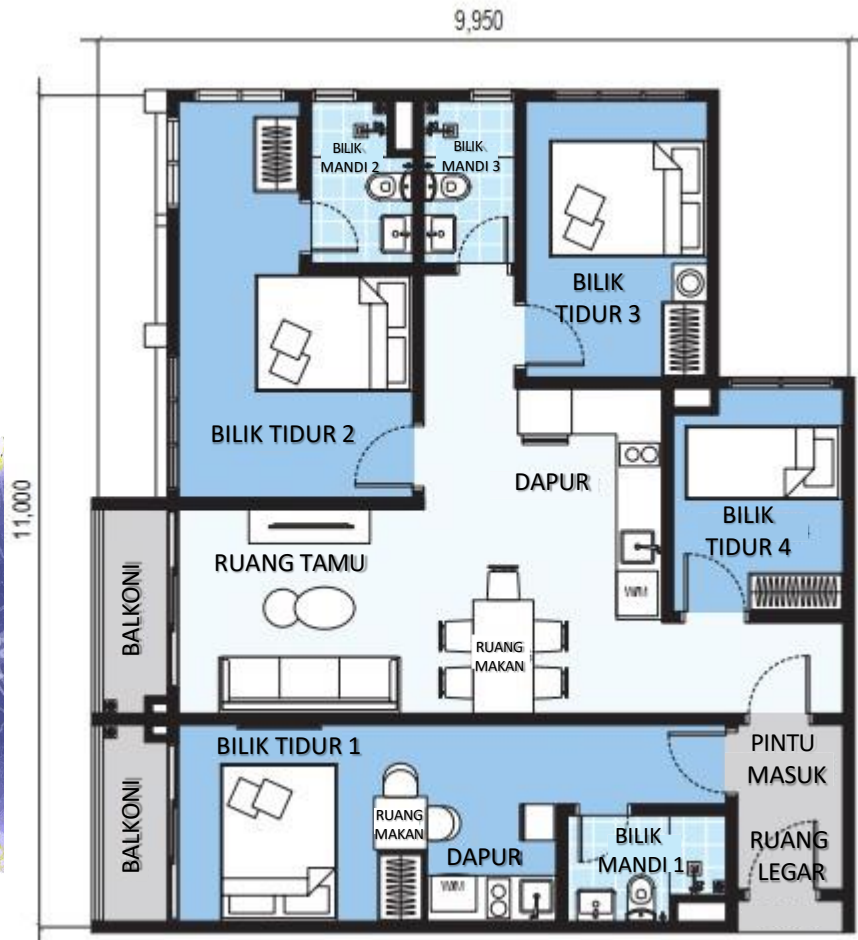 9,950
11,000
BILIK
MANDI 2
BILIK
MANDI 3
BILIK
TIDUR 3
BILIK TIDUR 2
DAPUR
BILIK
TIDUR 4
RUANG TAMU
BALKONI
W/M
RUANG
MAKAN
BILIK TIDUR 1
PINTU
MASUK
BALKONI
RUANG
MAKAN
DAPUR
W/M
BILIK
MANDI 1
RUANG
LEGAR